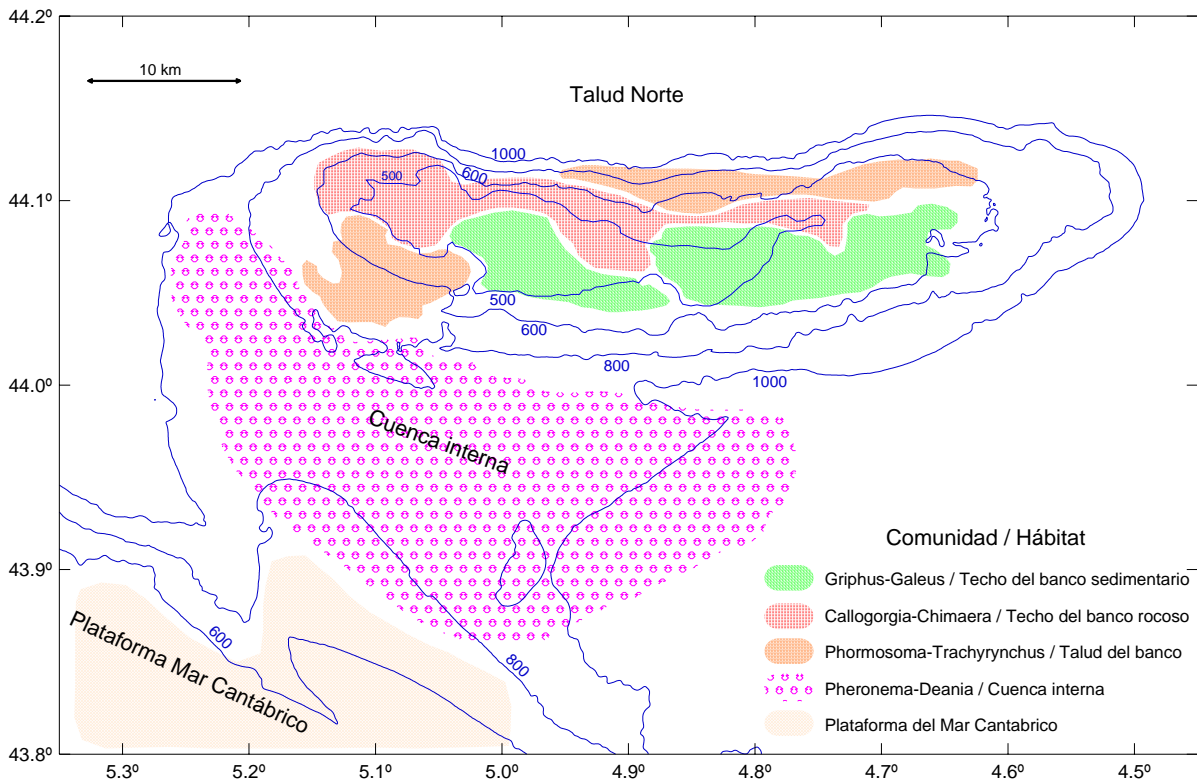 44.2º
10 km
Talud Norte
1000
600
500
44.1º
500
600
800
1000
44.0º
Cuenca interna
Comunidad / Hábitat
43.9º
Griphus-Galeus / Techo del banco sedimentario
Callogorgia-Chimaera / Techo del banco rocoso
Plataforma Mar Cantábrico
600
800
Phormosoma-Trachyrynchus / Talud del banco
Pheronema-Deania / Cuenca interna
Plataforma del Mar Cantabrico
43.8º
5.3º 5.2º 5.1º 5.0º 4.9º 4.8º 4.7º 4.6º 4.5º